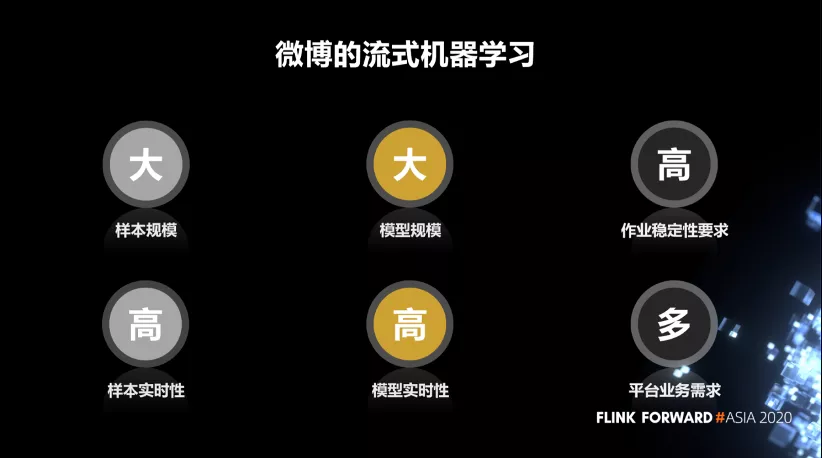 微博的流式机器学习
大
大
高
样本规模
模型规模
作业稳定性要求
高
高
多
样本实时性
模型实时性
平台业务需求
FLINK FORWARD #ASIA 2020